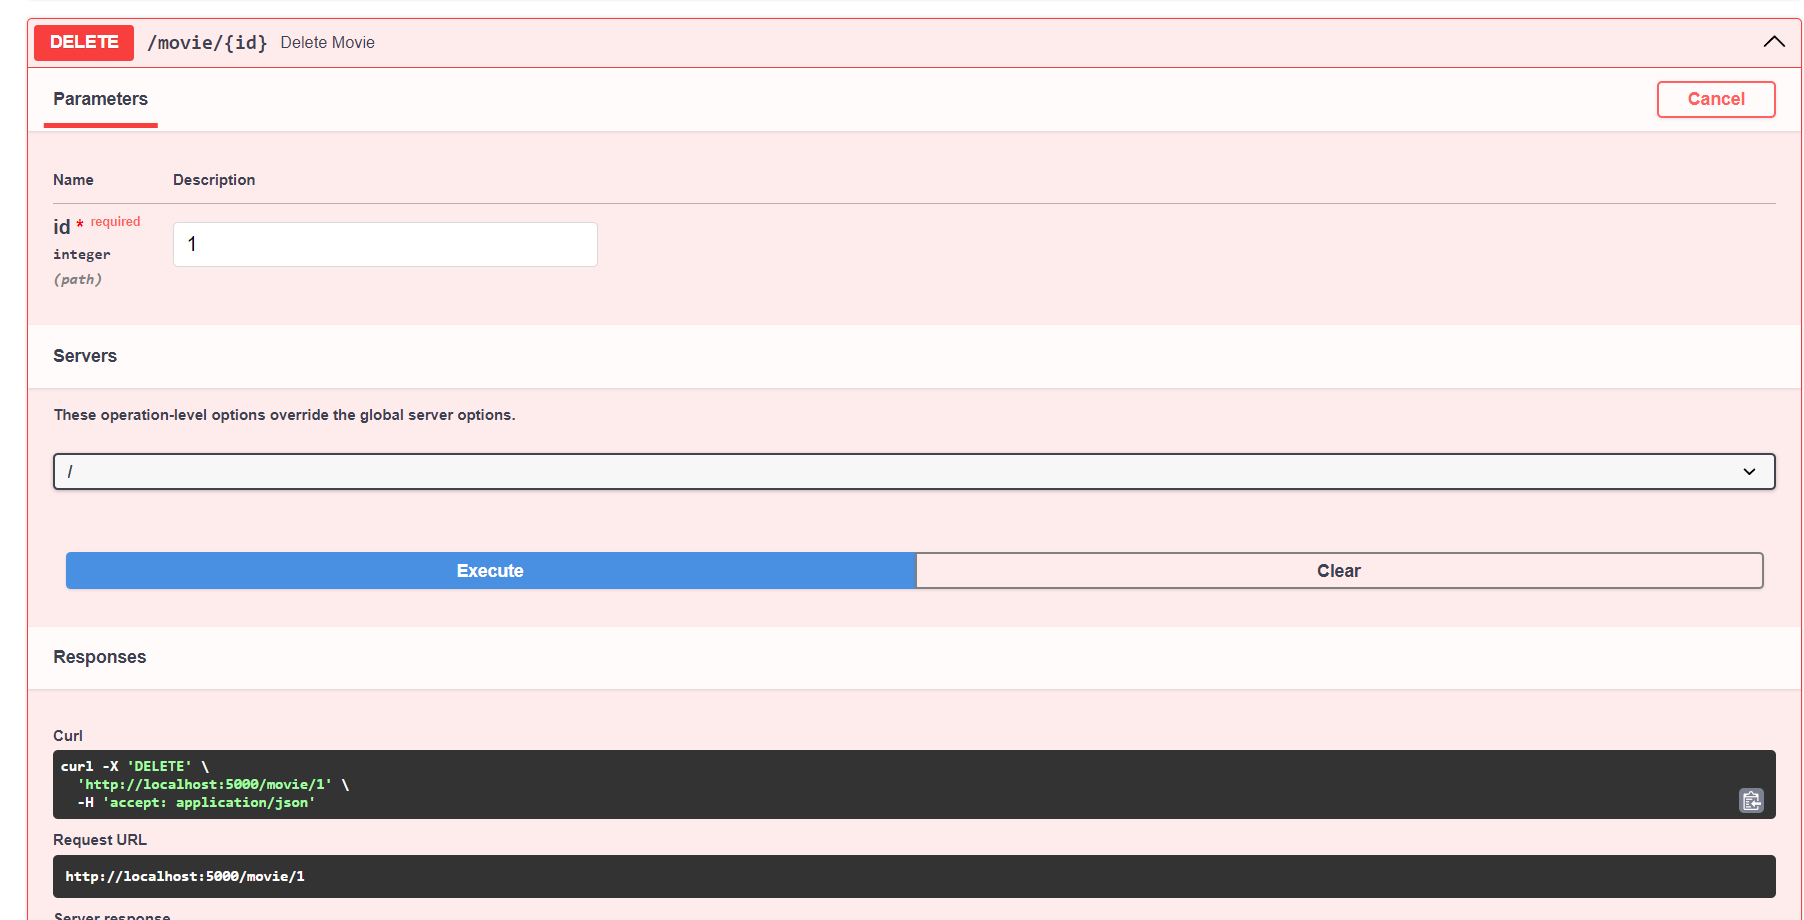 DELETE /movie/{id} Delete Movie
Parameters Cancel
Name Description
id * required
integer
(path)
1
Servers
These operation-level options override the global server options.
/
Execute Clear
Responses
Curl
curl -X 'DELETE' \
'http://localhost:5000/movie/1' \
-H 'accept: application/json'
Request URL
http://localhost:5000/movie/1
Server response